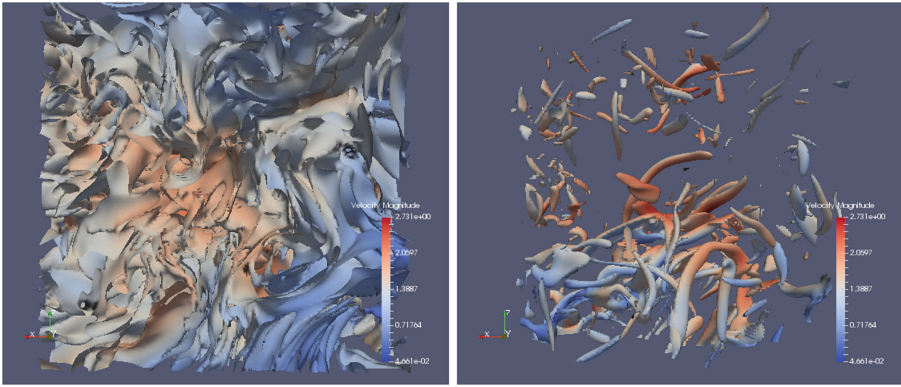 Velocity Magnitude
2.731e+00
2.0597
1.3887
0.71764
4.661e-02
X
Y
Velocity Magnitude
2.731e+00
2.0597
1.3887
0.71764
4.661e-02
Z
X
Y